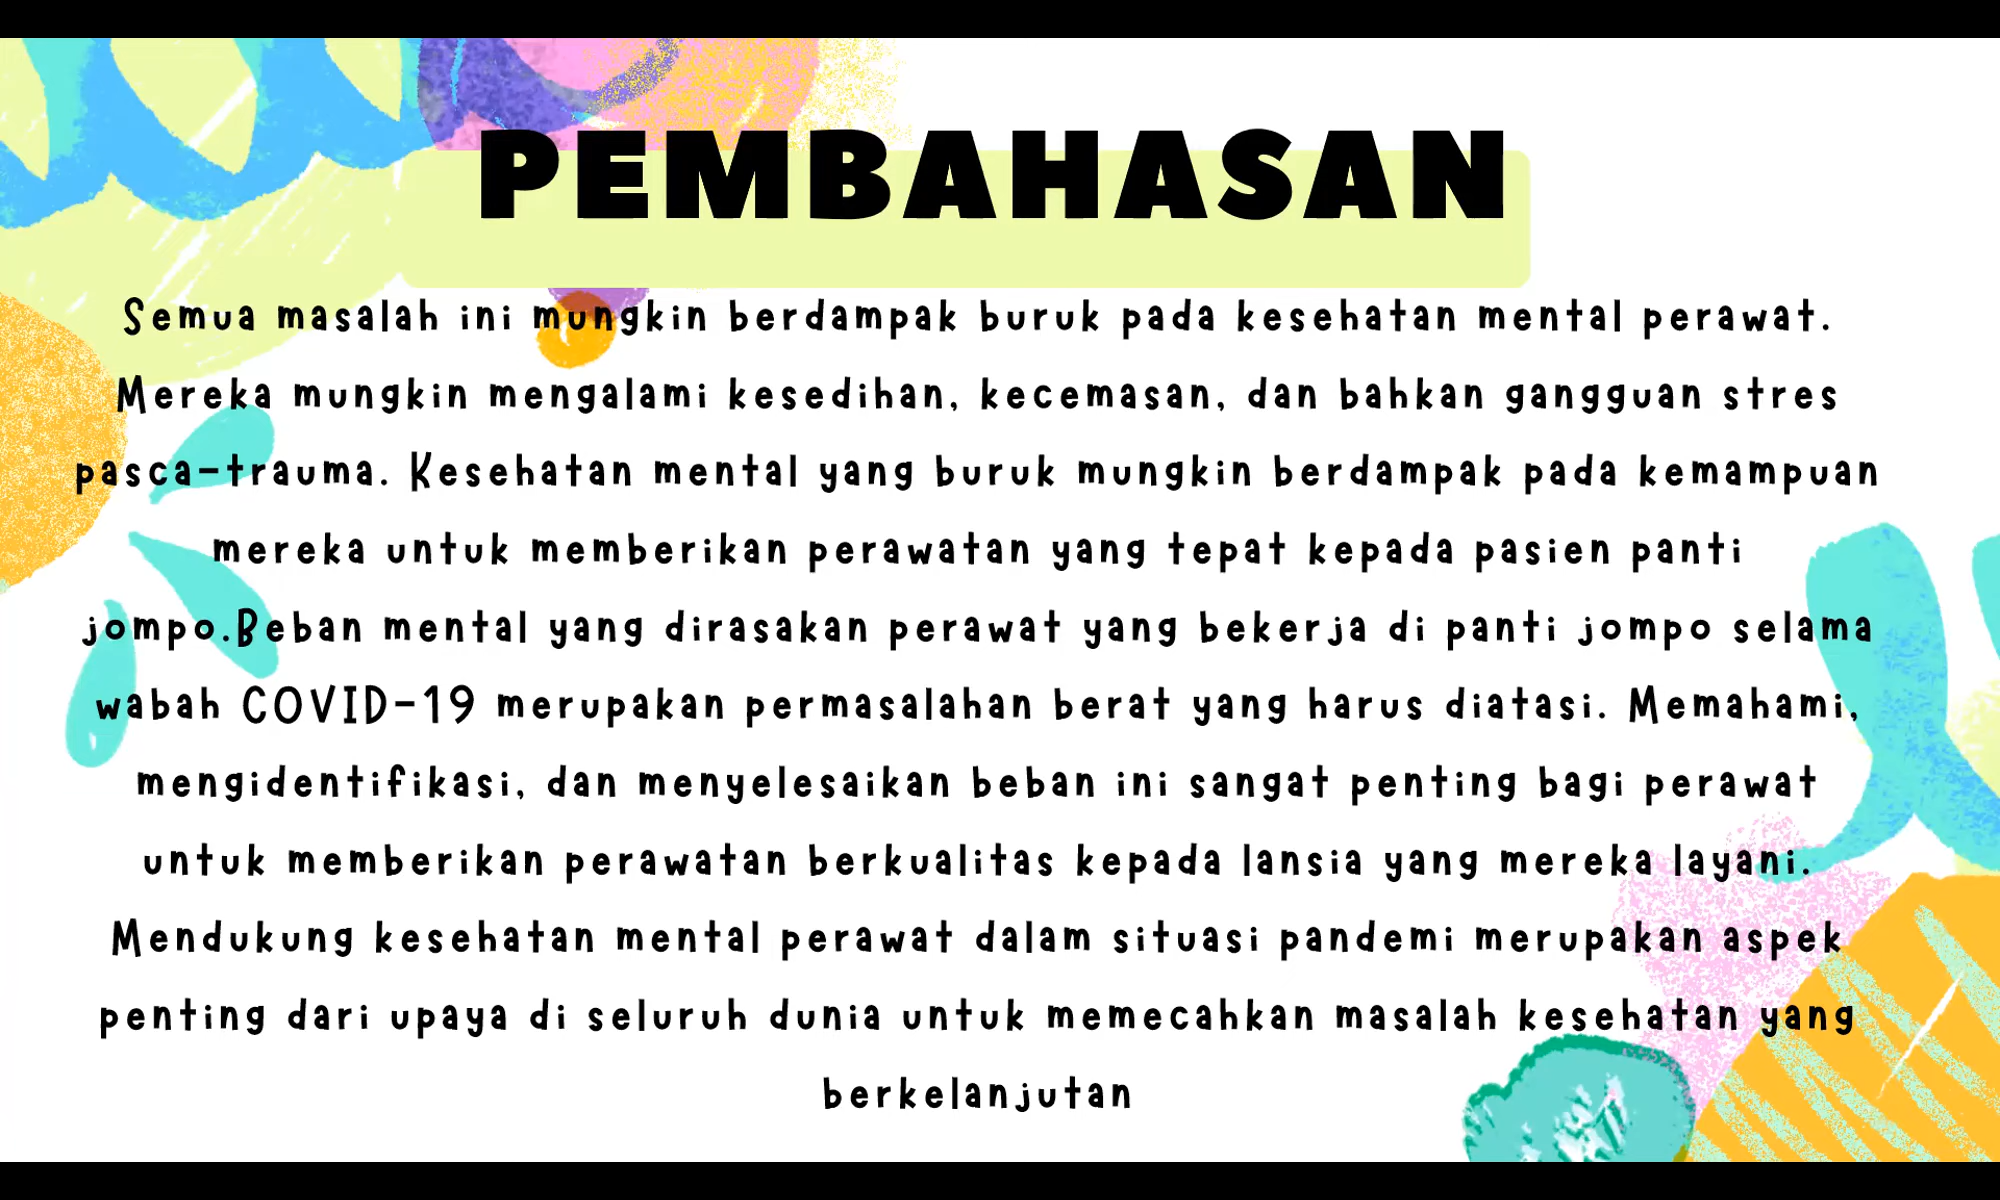 PEMBAHASAN
Semua masalah ini mungkin berdampak buruk pada kesehatan mental perawat.
Mereka mungkin mengalami kesedihan, kecemasan, dan bahkan gangguan stres
pasca-trauma. Kesehatan mental yang buruk mungkin berdampak pada kemampuan
mereka untuk memberikan perawatan yang tepat kepada pasien panti
jompo.Beban mental yang dirasakan perawat yang bekerja di panti jompo selama
wabah COVID-19 merupakan permasalahan berat yang harus diatasi. Memahami,
mengidentifikasi, dan menyelesaikan beban ini sangat penting bagi perawat
untuk memberikan perawatan berkualitas kepada lansia yang mereka layani.
Mendukung kesehatan mental perawat dalam situasi pandemi merupakan aspek
penting dari upaya di seluruh dunia untuk memecahkan masalah kesehatan yang
berkelanjutan